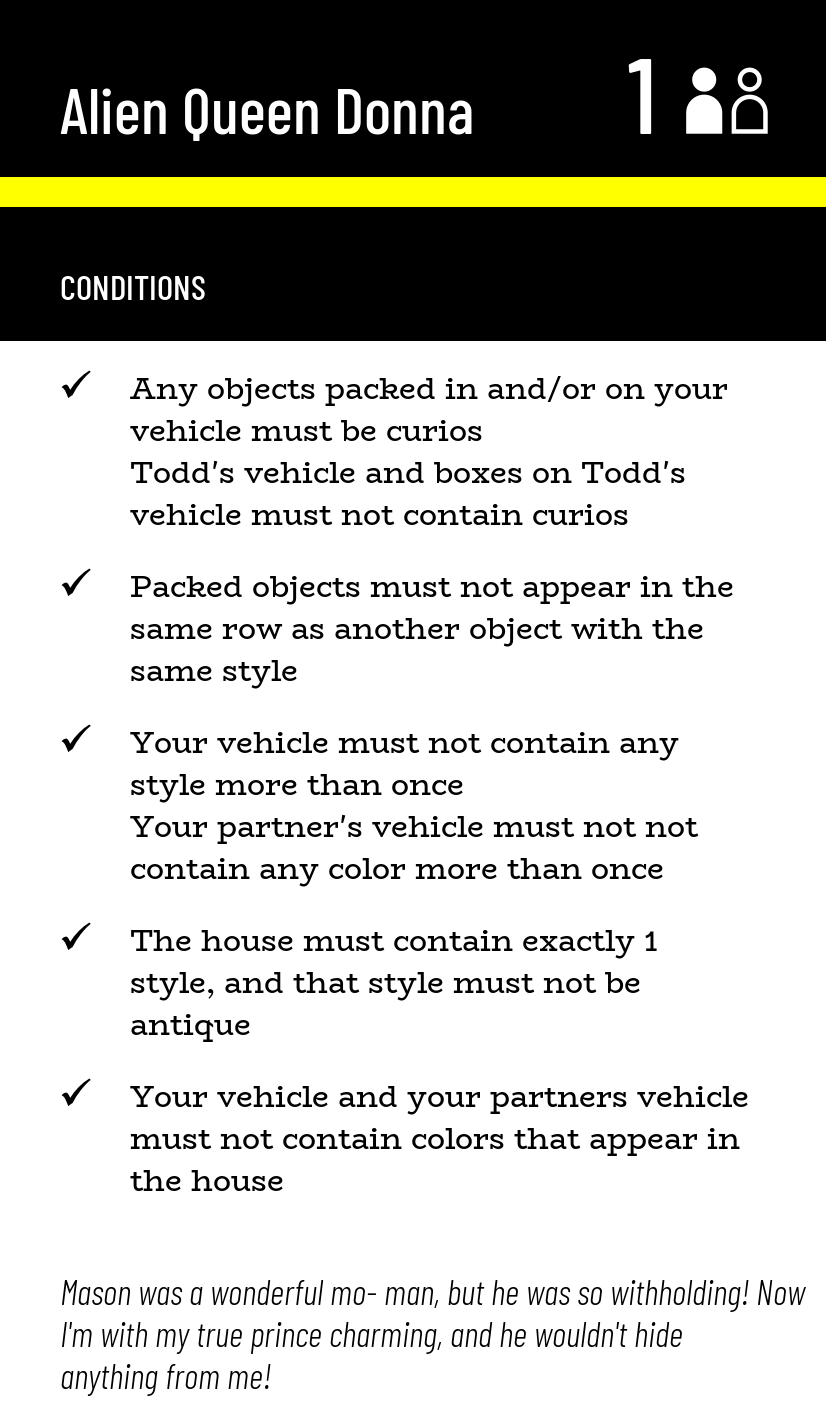 Alien Queen Donna 1
CONDITIONS
✓ Any objects packed in and/or on your
vehicle must be curios
Todd's vehicle and boxes on Todd's
vehicle must not contain curios
✓ Packed objects must not appear in the
same row as another object with the
same style
✓ Your vehicle must not contain any
style more than once
Your partner's vehicle must not not
contain any color more than once
✓ The house must contain exactly 1
style, and that style must not be
antique
✓ Your vehicle and your partners vehicle
must not contain colors that appear in
the house
Mason was a wonderful mo- man, but he was so withholding! Now
I'm with my true prince charming, and he wouldn't hide
anything from me!